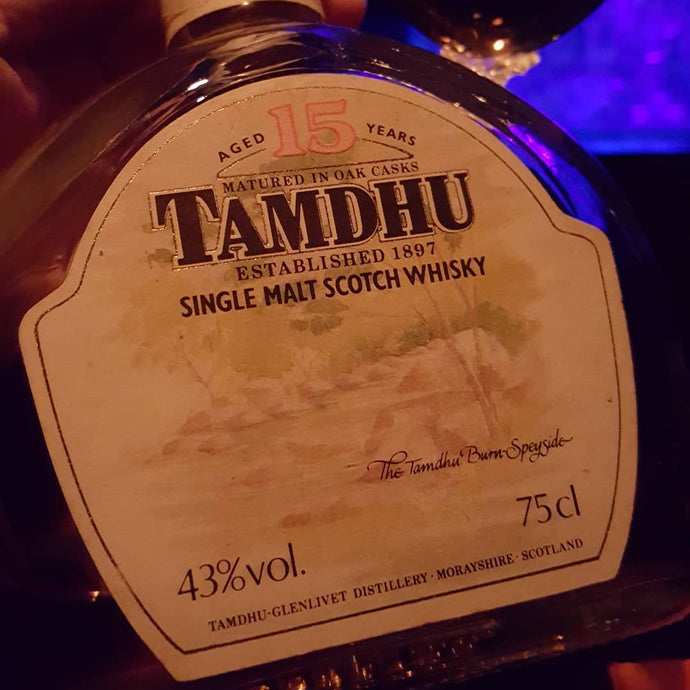 AGED 15 YEARS
MATURED IN OAK CASKS
TAMDHU
ESTABLISHED 1897
SINGLE MALT SCOTCH WHISKY
The Tamdhu Burn-Speyside
75cl
43%vol.
TAMDHU-GLENLIVET DISTILLERY · MORAYSHIRE · SCOTLAND